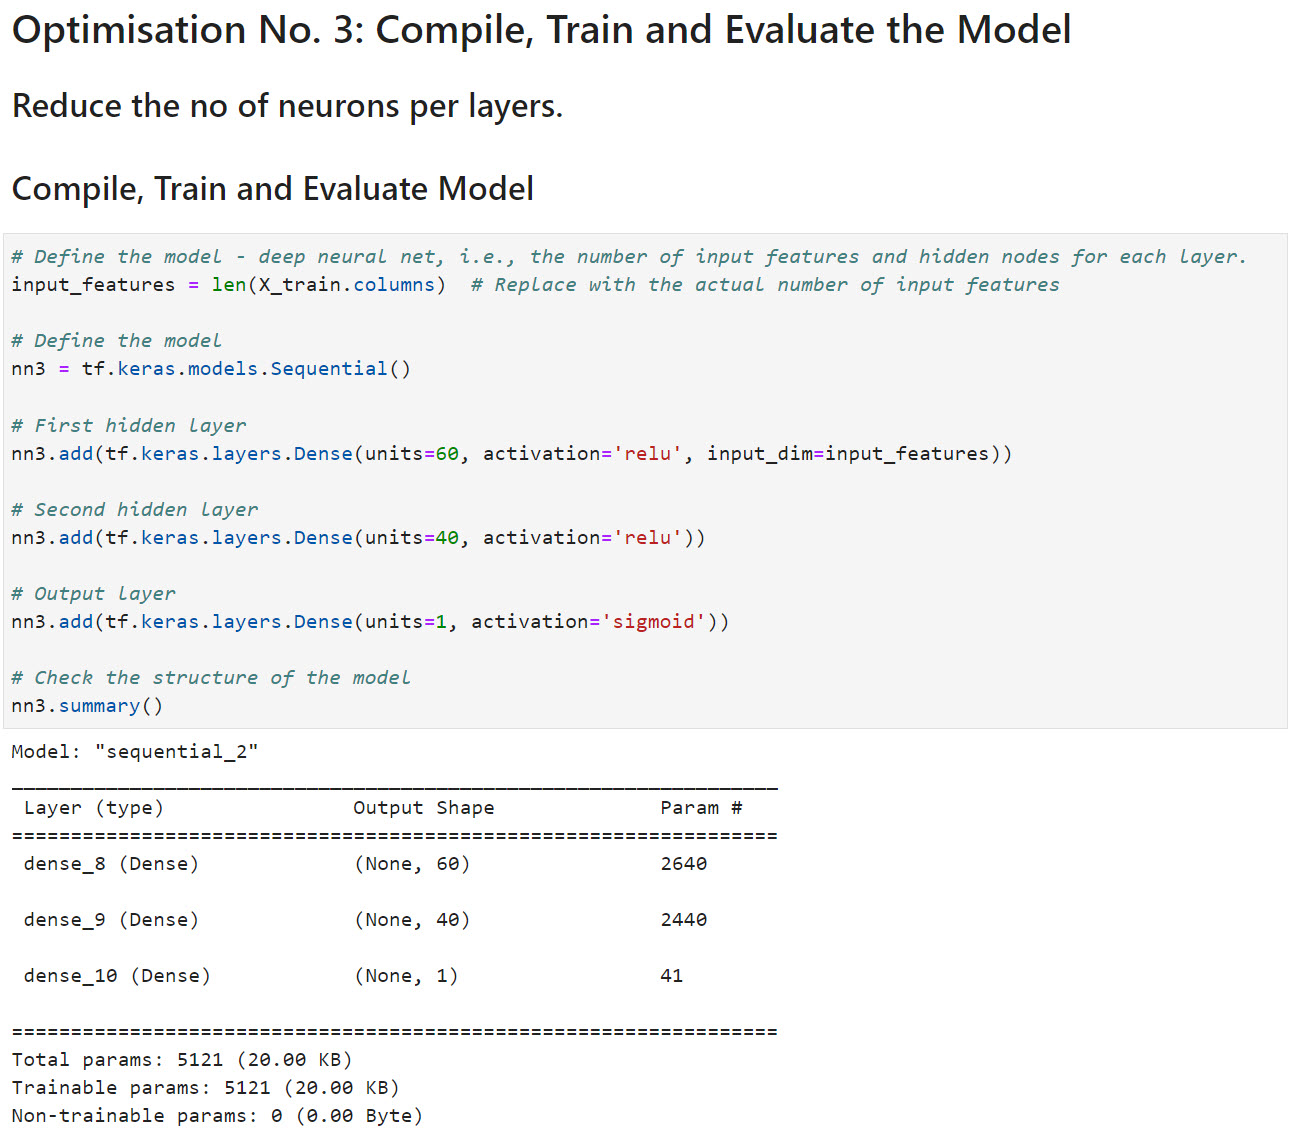 Optimisation No. 3: Compile, Train and Evaluate the Model
Reduce the no of neurons per layers.
Compile, Train and Evaluate Model
# Define the model - deep neural net, i.e., the number of input features and hidden nodes for each layer.
input_features = len(X_train.columns)  # Replace with the actual number of input features
# Define the model
nn3 = tf.keras.models.Sequential()
# First hidden layer
nn3.add(tf.keras.layers.Dense(units=60, activation='relu', input_dim=input_features))
# Second hidden layer
nn3.add(tf.keras.layers.Dense(units=40, activation='relu'))
# Output layer
nn3.add(tf.keras.layers.Dense(units=1, activation='sigmoid'))
# Check the structure of the model
nn3.summary()
Model: "sequential_2"
_________________________________________________________________
Layer (type)                Output Shape              Param #
=================================================================
dense_8 (Dense)             (None, 60)                2640
dense_9 (Dense)             (None, 40)                2440
dense_10 (Dense)            (None, 1)                 41
=================================================================
Total params: 5121 (20.00 KB)
Trainable params: 5121 (20.00 KB)
Non-trainable params: 0 (0.00 Byte)